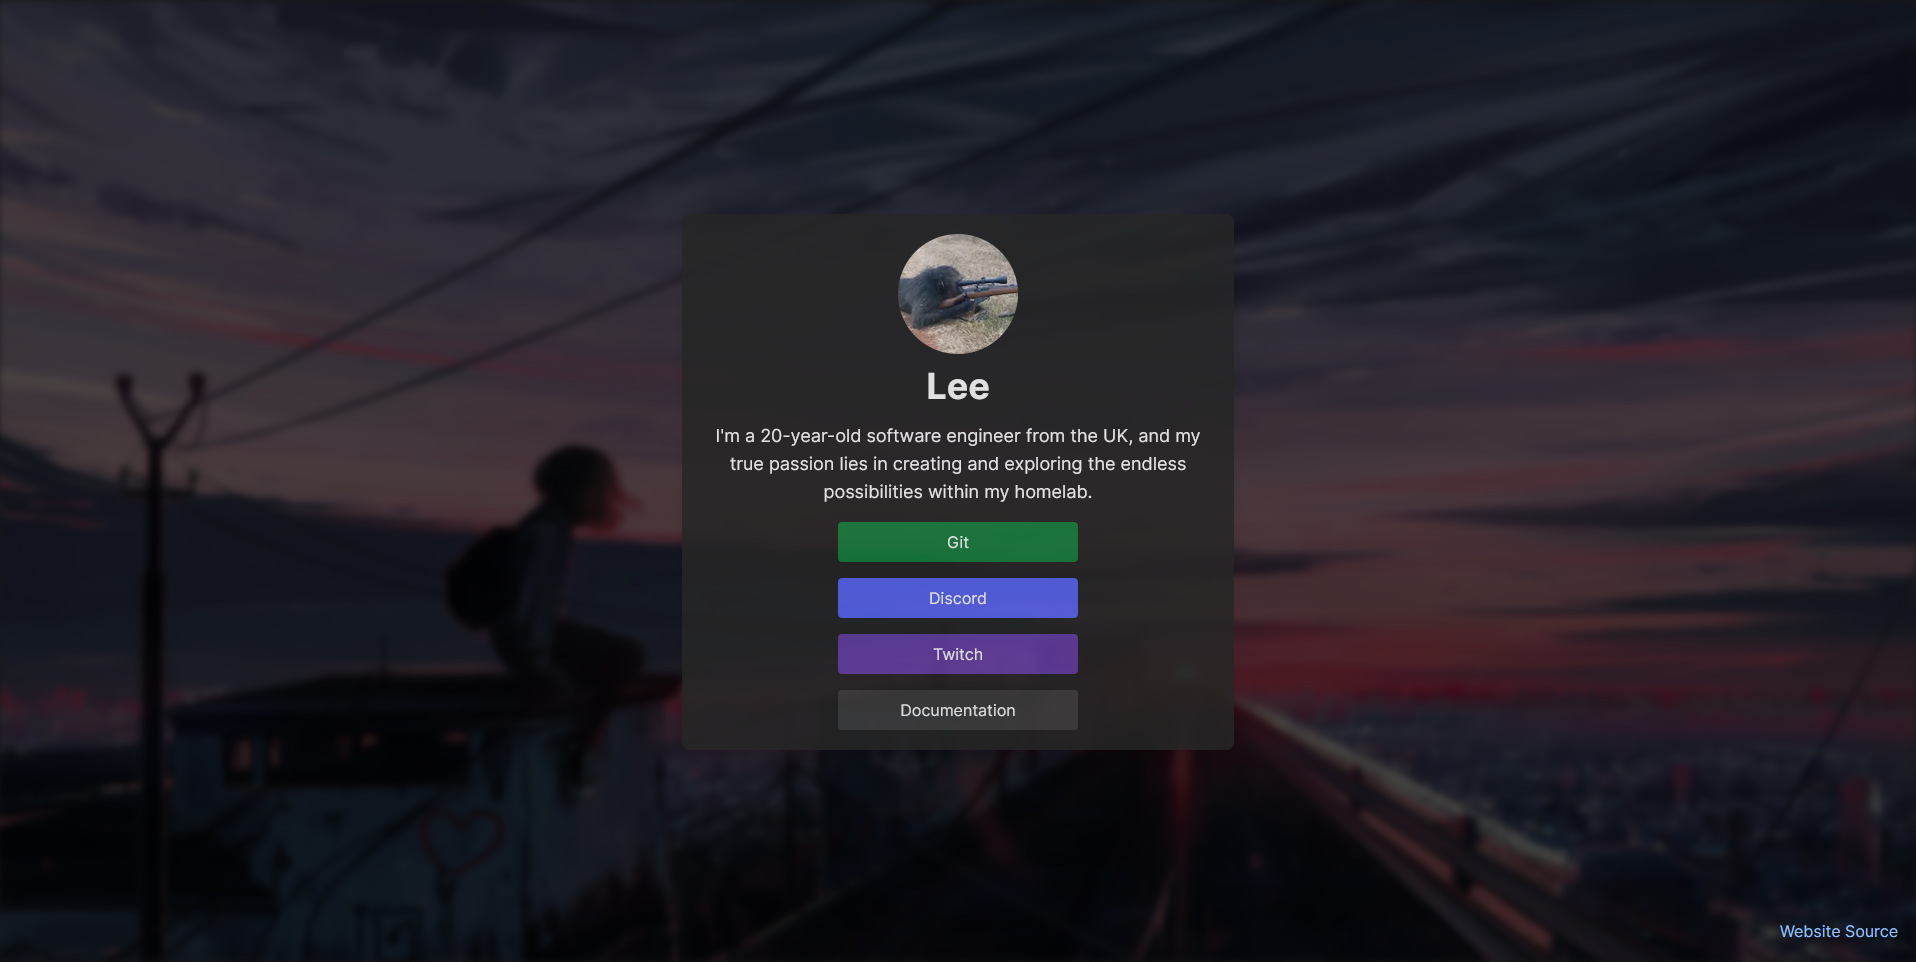 Lee
I'm a 20-year-old software engineer from the UK, and my
true passion lies in creating and exploring the endless
possibilities within my homelab.
Git
Discord
Twitch
Documentation
Website Source